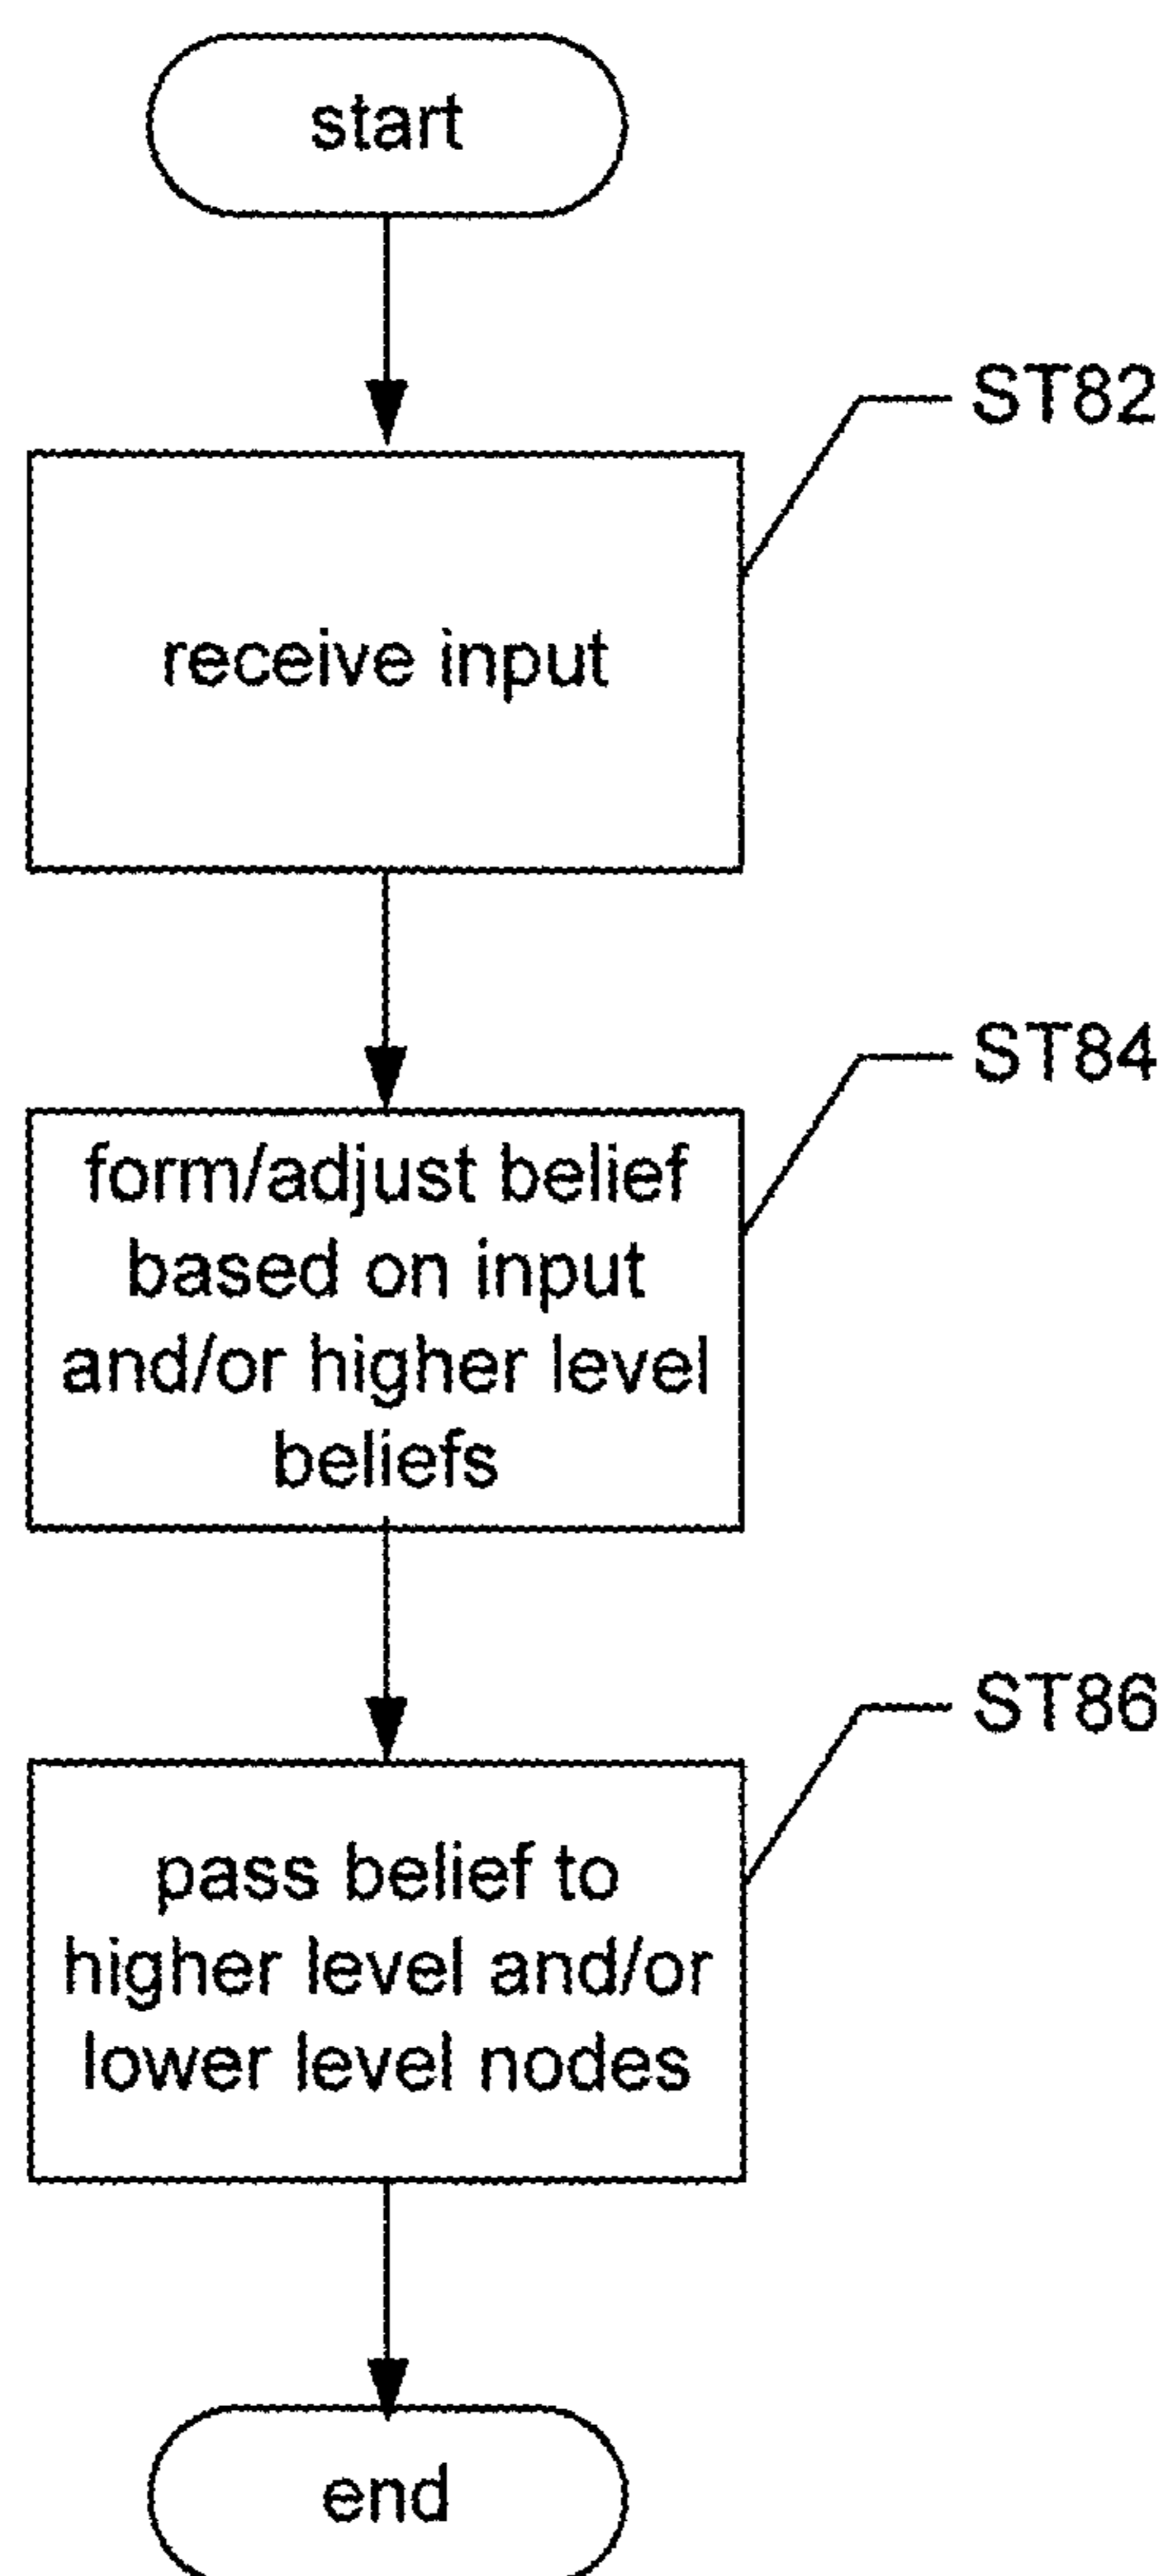 start
ST82
receive input
ST84
form/adjust belief
based on input
and/or higher level
beliefs
ST86
pass belief to
higher level and/or
lower level nodes
end